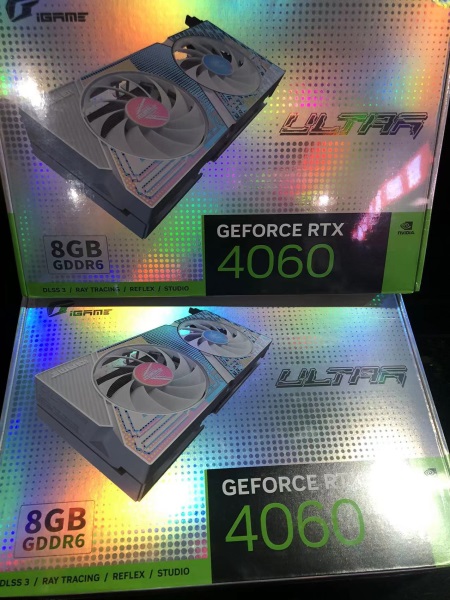 iGAME
ULTRA
GEFORCE RTX
4060
NVIDIA
8GB
GDDR6
DLSS 3 / RAY TRACING / REFLEX / STUDIO
iGAME
ULTRA
GEFORCE RTX
4060
8GB
GDDR6
DLSS 3 / RAY TRACING / REFLEX / STUDIO